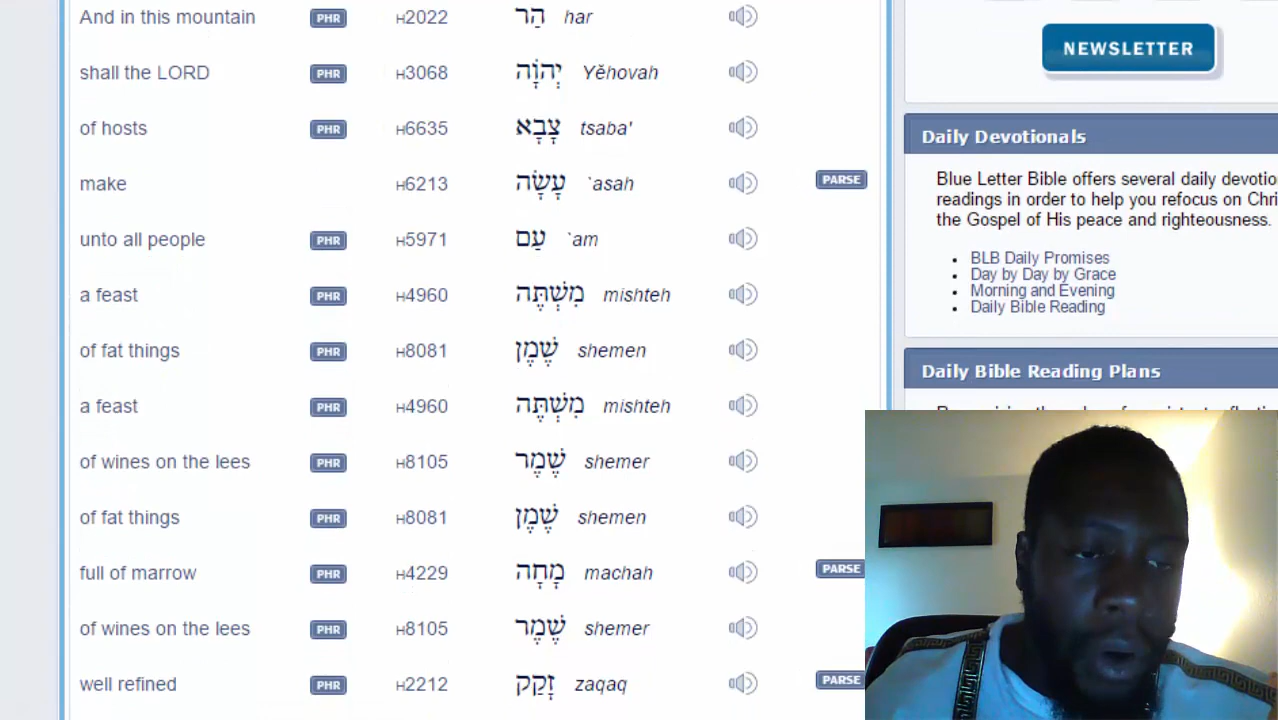 And in this mountain PHR H2022 הַר har
shall the LORD PHR H3068 יְהֹוָה Yĕhovah
of hosts PHR H6635 צָבָא tsaba'
make H6213 עָשָׂה `asah PARSE
unto all people PHR H5971 עַם `am
a feast PHR H4960 מִשְׁתֶּה mishteh
of fat things PHR H8081 שֶׁמֶן shemen
a feast PHR H4960 מִשְׁתֶּה mishteh
of wines on the lees PHR H8105 שֶׁמֶר shemer
of fat things PHR H8081 שֶׁמֶן shemen
full of marrow PHR H4229 מָחָה machah PARSE
of wines on the lees PHR H8105 שֶׁמֶר shemer
well refined PHR H2212 זָקַק zaqaq PARSE
NEWSLETTER
Daily Devotionals
Blue Letter Bible offers several daily devotio
readings in order to help you refocus on Chri
the Gospel of His peace and righteousness.
• BLB Daily Promises
• Day by Day by Grace
• Morning and Evening
• Daily Bible Reading
Daily Bible Reading Plans